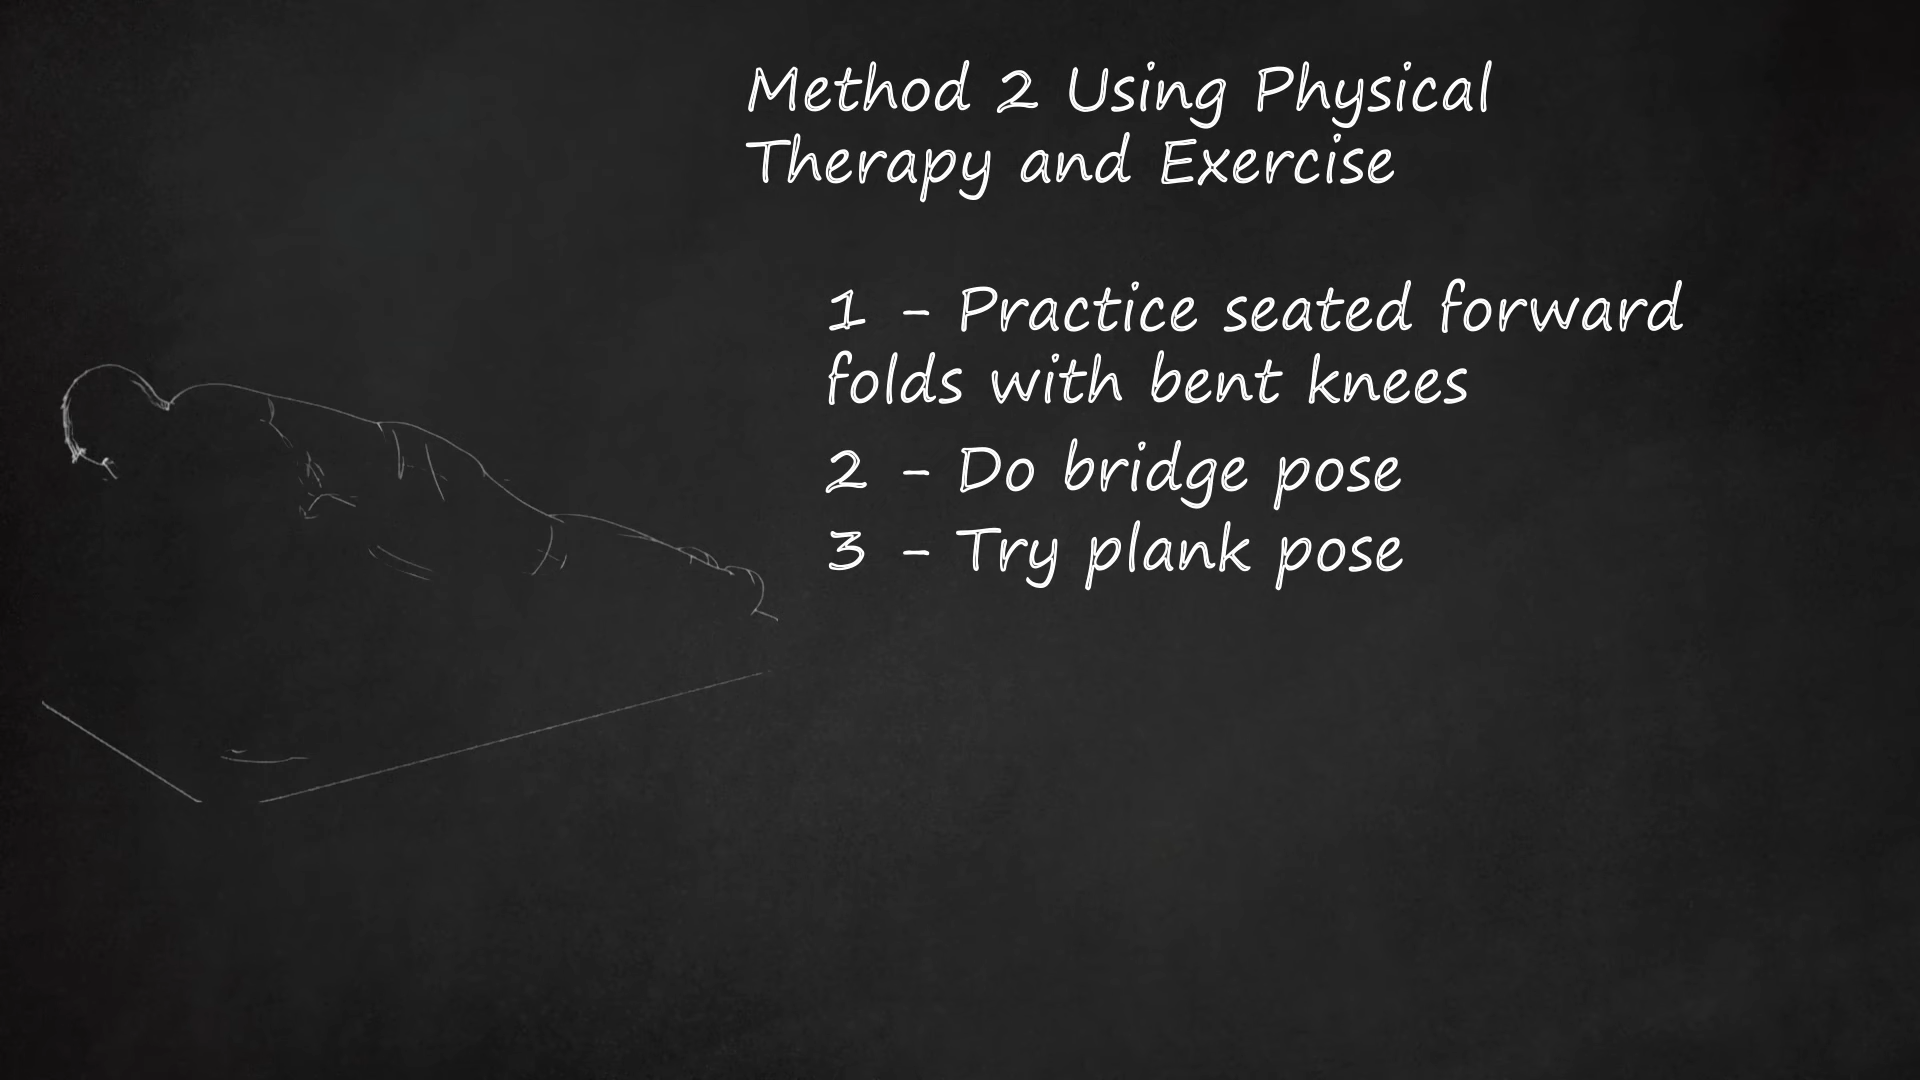 Method 2 Using Physical
Therapy and Exercise
1 - Practice seated forward
folds with bent knees
2 - Do bridge pose
3 - Try plank pose